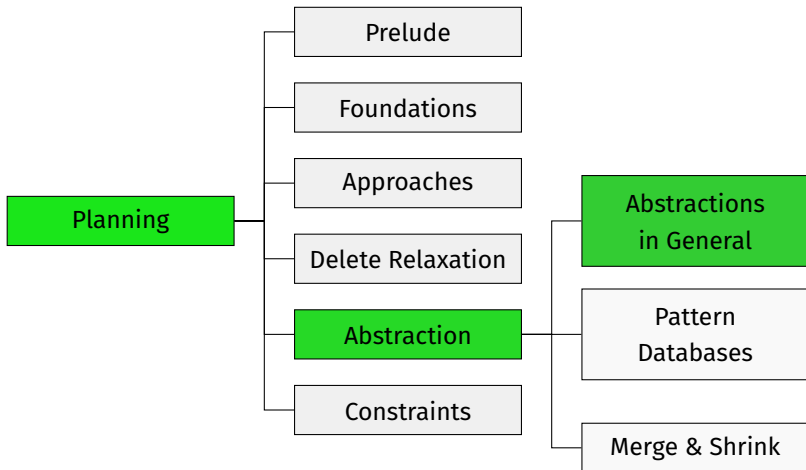 Planning
Prelude
Foundations
Approaches
Delete Relaxation
Abstraction
Constraints
Abstractions
in General
Pattern
Databases
Merge & Shrink